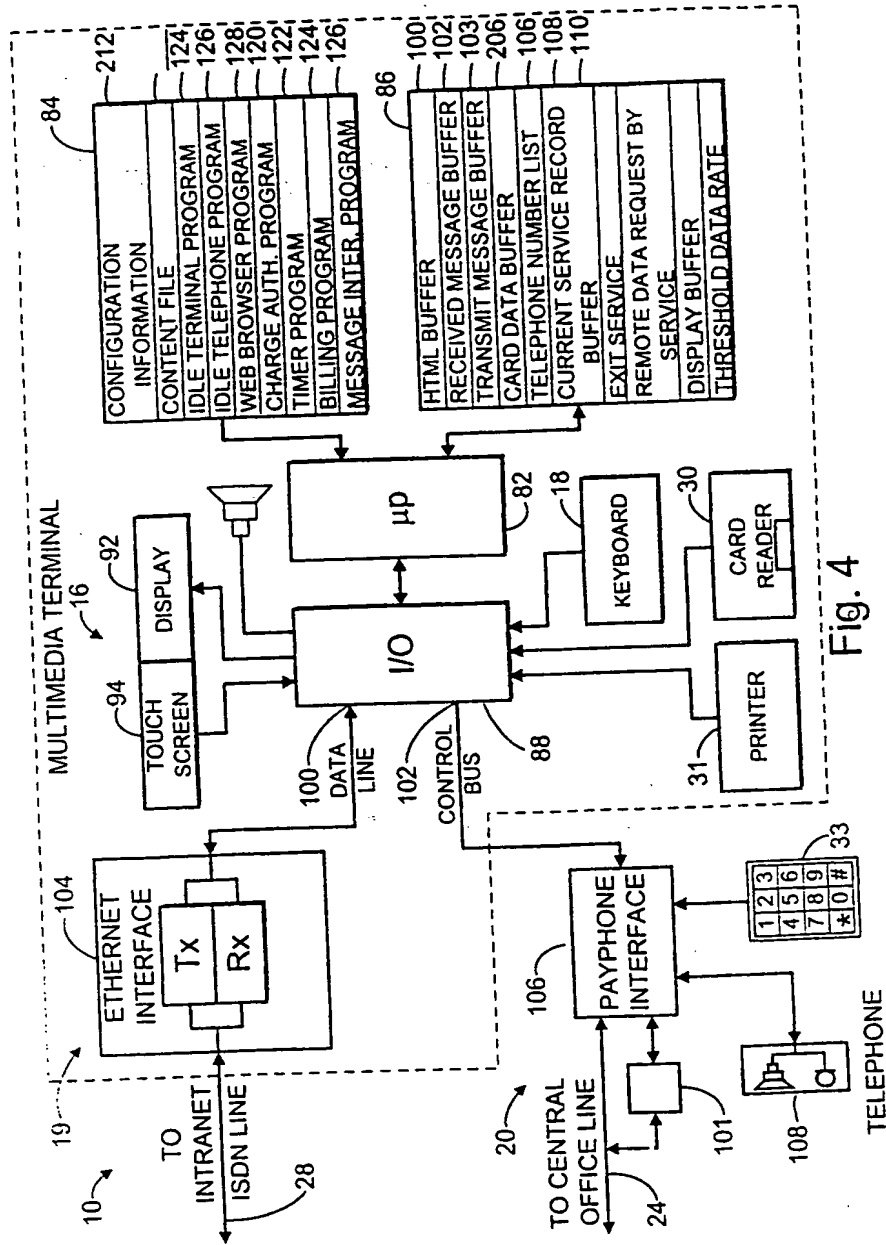 MULTIMEDIA TERMINAL
16
10
19
104
ETHERNET
INTERFACE
Tx
Rx
TO
INTRANET
ISDN LINE
28
94
TOUCH
SCREEN
92
DISPLAY
100
DATA
LINE
102
CONTROL
BUS
88
I/O
µp
82
84
CONFIGURATION
INFORMATION
CONTENT FILE
IDLE TERMINAL PROGRAM
IDLE TELEPHONE PROGRAM
WEB BROWSER PROGRAM
CHARGE AUTH. PROGRAM
TIMER PROGRAM
BILLING PROGRAM
MESSAGE INTER. PROGRAM
212
124
126
128
120
122
124
126
86
HTML BUFFER
RECEIVED MESSAGE BUFFER
TRANSMIT MESSAGE BUFFER
CARD DATA BUFFER
TELEPHONE NUMBER LIST
CURRENT SERVICE RECORD
BUFFER
EXIT SERVICE
REMOTE DATA REQUEST BY
SERVICE
DISPLAY BUFFER
THRESHOLD DATA RATE
100
102
103
206
106
108
110
18
KEYBOARD
30
CARD
READER
31
PRINTER
20
TO CENTRAL
OFFICE LINE
24
106
PAYPHONE
INTERFACE
101
108
TELEPHONE
33
1 2 3
4 5 6
7 8 9
* 0 #
Fig. 4